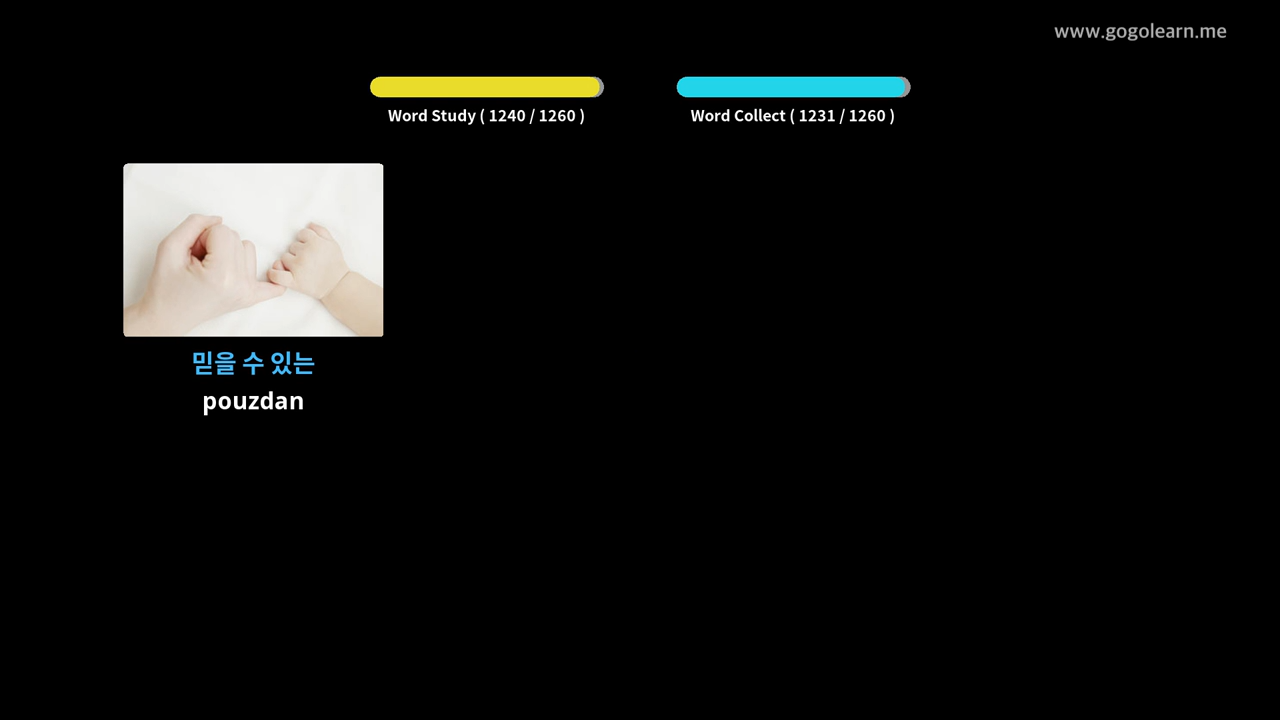 www.gogolearn.me
Word Study ( 1240 / 1260 )
Word Collect ( 1231 / 1260 )
믿을 수 있는
pouzdan